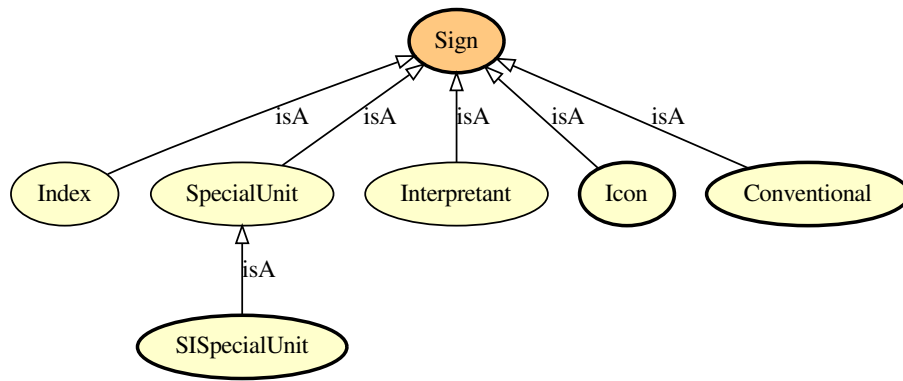 Sign
isA isA isA isA isA
Index SpecialUnit Interpretant Icon Conventional
isA
SISpecialUnit